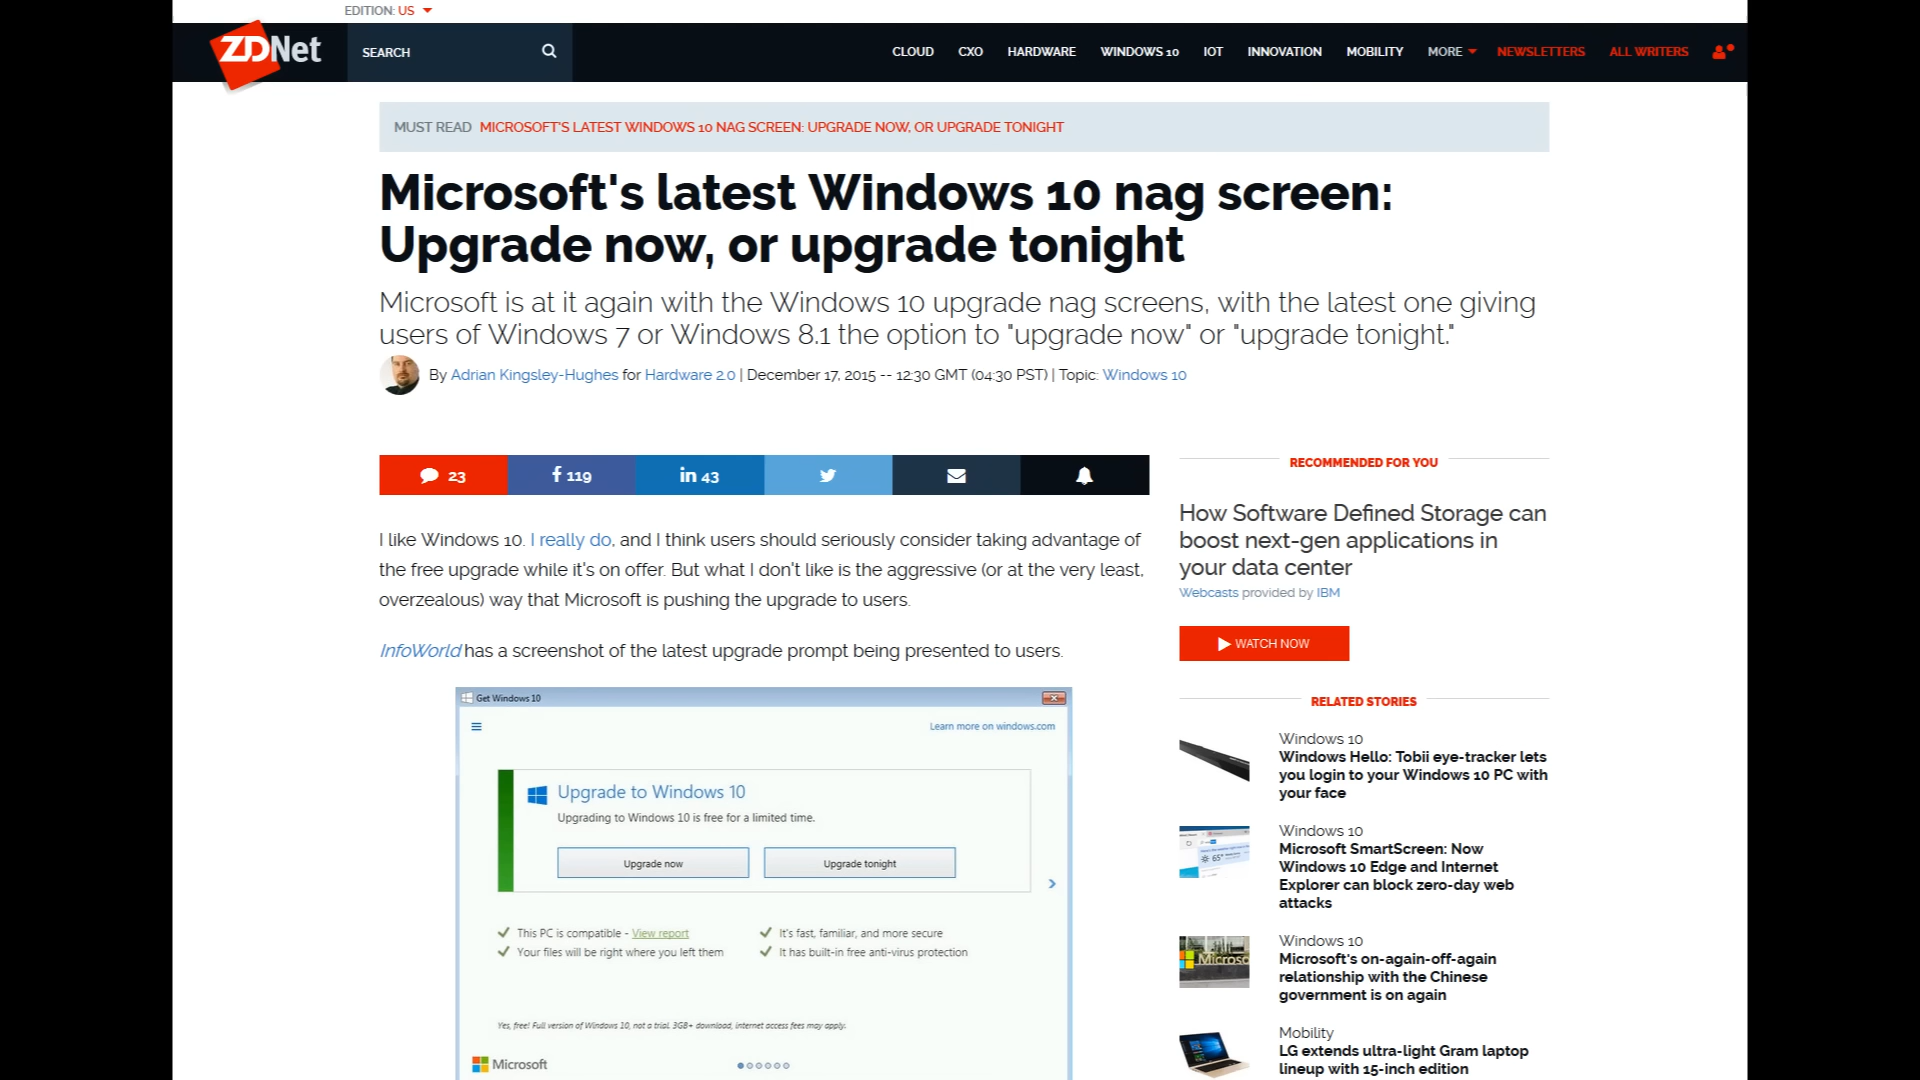 EDITION: US
ZDNet
SEARCH
CLOUD CXO HARDWARE WINDOWS 10 IOT INNOVATION MOBILITY MORE NEWSLETTERS ALL WRITERS
MUST READ MICROSOFT'S LATEST WINDOWS 10 NAG SCREEN: UPGRADE NOW, OR UPGRADE TONIGHT
Microsoft's latest Windows 10 nag screen:
Upgrade now, or upgrade tonight
Microsoft is at it again with the Windows 10 upgrade nag screens, with the latest one giving
users of Windows 7 or Windows 8.1 the option to "upgrade now" or "upgrade tonight."
By Adrian Kingsley-Hughes for Hardware 2.0 | December 17, 2015 -- 12:30 GMT (04:30 PST) | Topic: Windows 10
23
119
in 43
I like Windows 10. I really do, and I think users should seriously consider taking advantage of
the free upgrade while it's on offer. But what I don't like is the aggressive (or at the very least,
overzealous) way that Microsoft is pushing the upgrade to users.
InfoWorld has a screenshot of the latest upgrade prompt being presented to users.
Get Windows 10
Learn more on windows.com
Upgrade to Windows 10
Upgrading to Windows 10 is free for a limited time.
Upgrade now
Upgrade tonight
This PC is compatible - View report
Your files will be right where you left them
It's fast, familiar, and more secure
It has built-in free anti-virus protection
Yes, free! Full version of Windows 10, not a trial. 3GB+ download, internet access fees may apply.
Microsoft
RECOMMENDED FOR YOU
How Software Defined Storage can
boost next-gen applications in
your data center
Webcasts provided by IBM
WATCH NOW
RELATED STORIES
Windows 10
Windows Hello: Tobii eye-tracker lets
you login to your Windows 10 PC with
your face
Windows 10
Microsoft SmartScreen: Now
Windows 10 Edge and Internet
Explorer can block zero-day web
attacks
65°
Windows 10
Microsoft's on-again-off-again
relationship with the Chinese
government is on again
Microso
Mobility
LG extends ultra-light Gram laptop
lineup with 15-inch edition